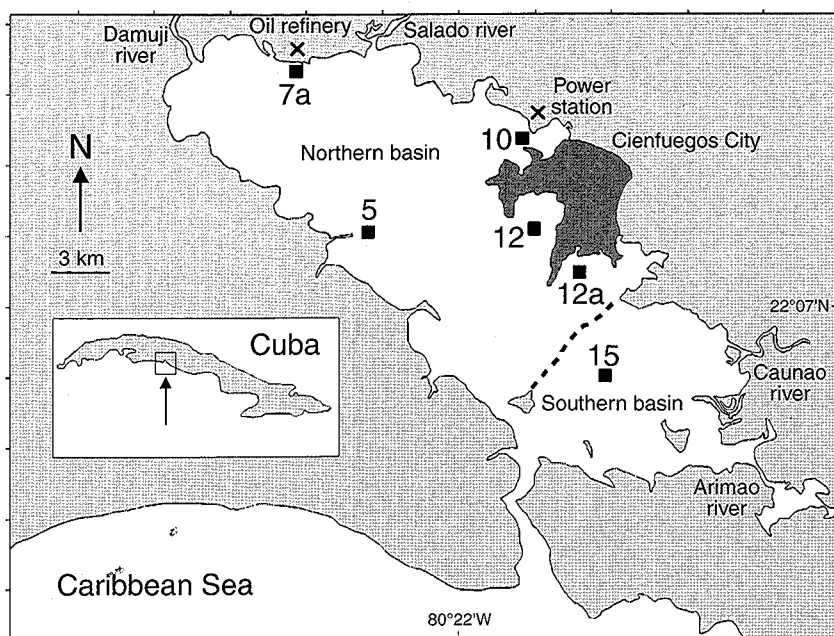 Oil refinery
Damuji
river
Salado river
7a
Power
station
N
10
Cienfuegos City
Northern basin
5
12
3 km
12a
22°07'N
Cuba
15
Caunao
river
Southern basin
Arimao
river
Caribbean Sea
80°22'W